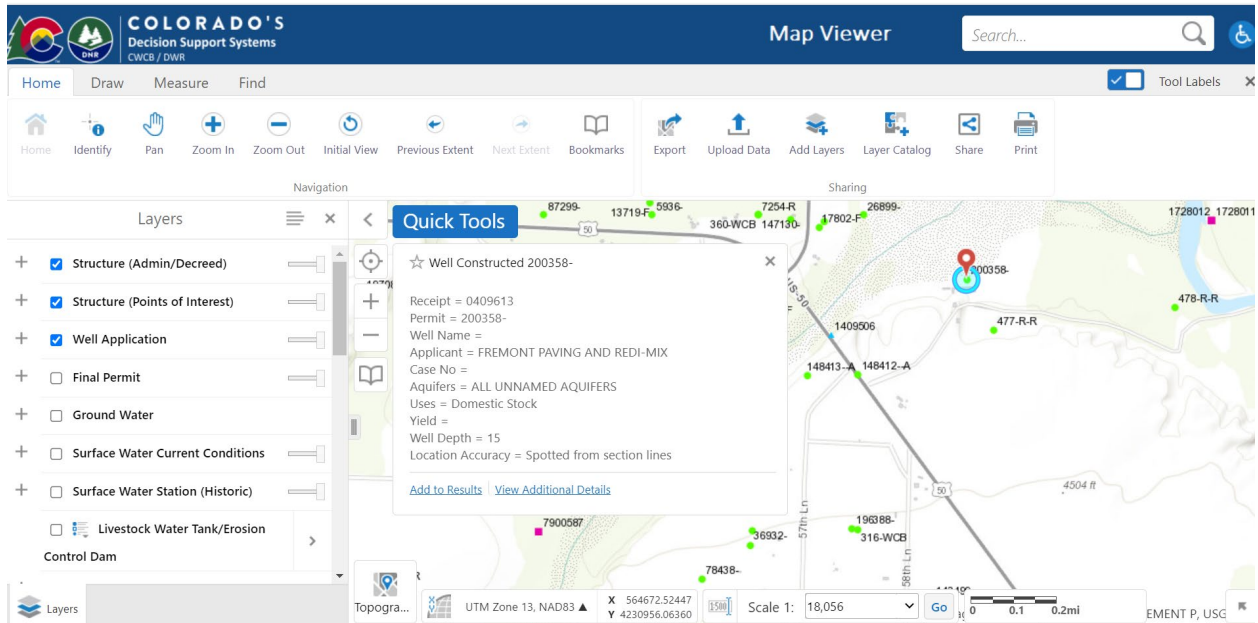 COLORADO'S
Decision Support Systems
CWCB / DWR
DNR
Map Viewer
Search...
Home Draw Measure Find
Tool Labels
Home Identify Pan Zoom In Zoom Out Initial View Previous Extent Next Extent Bookmarks
Export Upload Data Add Layers Layer Catalog Share Print
Navigation
Sharing
Layers
Structure (Admin/Decreed)
Structure (Points of Interest)
Well Application
Final Permit
Ground Water
Surface Water Current Conditions
Surface Water Station (Historic)
Livestock Water Tank/Erosion
Control Dam
Layers
Quick Tools
Well Constructed 200358-
Receipt = 0409613
Permit = 200358-
Well Name =
Applicant = FREMONT PAVING AND REDI-MIX
Case No =
Aquifers = ALL UNNAMED AQUIFERS
Uses = Domestic Stock
Yield =
Well Depth = 15
Location Accuracy = Spotted from section lines
Add to Results View Additional Details
87299-
13719-F
5936-
50
7254-R
360-WCB 147130-
17802-F
26899-
1728012 1728011
200358-
US-50
478-R-R
477-R-R
1409506
148413--A 148412--A
50
4504 ft
7900587
36932-
57th Ln
196388-
316-WCB
58th Ln
78438-
Topogra...
UTM Zone 13, NAD83
X 564672.52447
Y 4230956.06360
Scale 1: 18,056 Go
0 0.1 0.2mi
EMENT P, USG